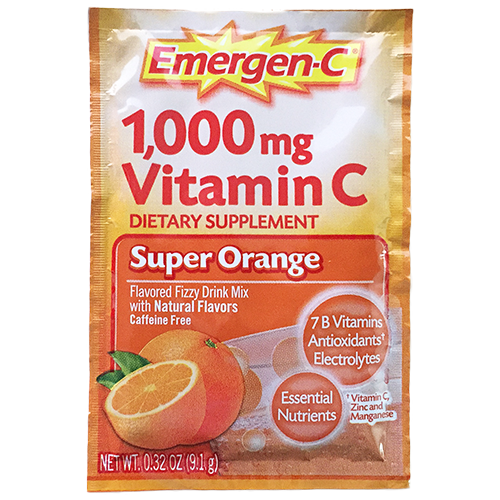 Emergen-C®
1,000 mg
Vitamin C
DIETARY SUPPLEMENT
Super Orange
Flavored Fizzy Drink Mix
with Natural Flavors
Caffeine Free
7 B Vitamins
Antioxidants†
Electrolytes
Essential
Nutrients
† Vitamin C,
Zinc and
Manganese
NET WT. 0.32 OZ (9.1 g)